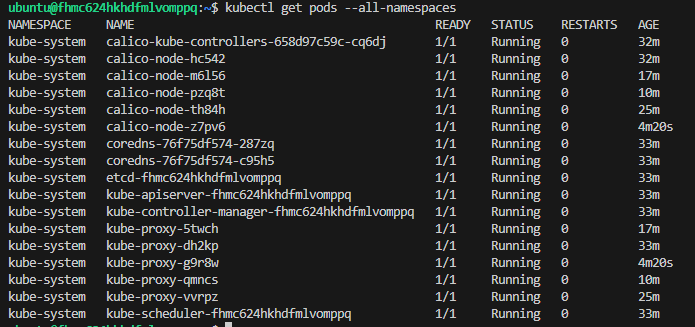 ubuntu@fhmc624hkhdfmlvomppq:~$ kubectl get pods --all-namespaces
NAMESPACE     NAME                                           READY   STATUS    RESTARTS   AGE
kube-system   calico-kube-controllers-658d97c59c-cq6dj       1/1     Running   0          32m
kube-system   calico-node-hc542                              1/1     Running   0          32m
kube-system   calico-node-m6l56                              1/1     Running   0          17m
kube-system   calico-node-pzq8t                              1/1     Running   0          10m
kube-system   calico-node-th84h                              1/1     Running   0          25m
kube-system   calico-node-z7pv6                              1/1     Running   0          4m20s
kube-system   coredns-76f75df574-287zq                       1/1     Running   0          33m
kube-system   coredns-76f75df574-c95h5                       1/1     Running   0          33m
kube-system   etcd-fhmc624hkhdfmlvomppq                      1/1     Running   0          33m
kube-system   kube-apiserver-fhmc624hkhdfmlvomppq            1/1     Running   0          33m
kube-system   kube-controller-manager-fhmc624hkhdfmlvomppq   1/1     Running   0          33m
kube-system   kube-proxy-5twch                               1/1     Running   0          17m
kube-system   kube-proxy-dh2kp                               1/1     Running   0          33m
kube-system   kube-proxy-g9r8w                               1/1     Running   0          4m20s
kube-system   kube-proxy-qmncs                               1/1     Running   0          10m
kube-system   kube-proxy-vvrpz                               1/1     Running   0          25m
kube-system   kube-scheduler-fhmc624hkhdfmlvomppq            1/1     Running   0          33m
ubuntu@fhmc624hkhdfmlvomppq:~$